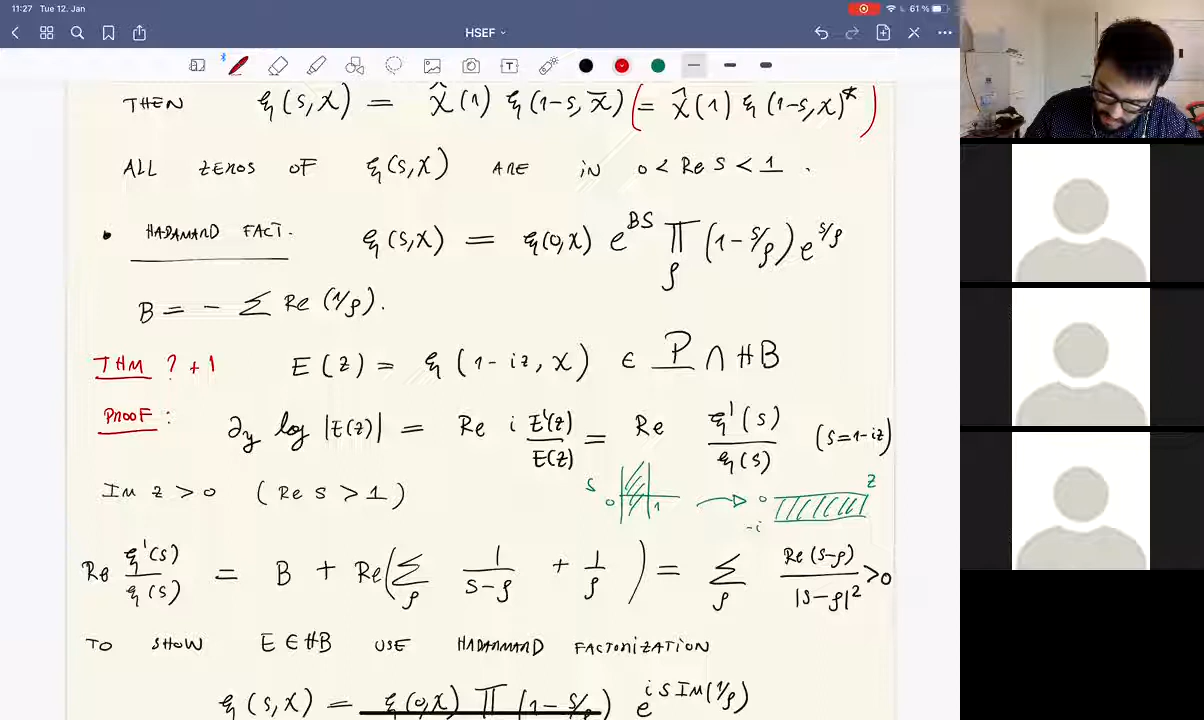 11:27 Tue 12. Jan 61 %
HSEF
THEN ξ(s,χ) = χ̂(1) ξ(1-s, χ̄) (= χ̂(1) ξ(1-s,χ)*)
ALL ZEROS OF ξ(s,χ) ARE IN 0 < Re s < 1 .
• HADAMARD FACT. ξ(s,χ) = ξ(0,χ) e^{Bs} ∏_ρ (1-s/ρ) e^{s/ρ}
B = - Σ Re (1/ρ).
THM ? + 1 E(z) = ξ(1-iz, χ) ∈ P ∩ HB
PROOF : ∂_y log |E(z)| = Re i E'(z)/E(z) = Re ξ'(s)/ξ(s) (s=1-iz)
Im z > 0 (Re s > 1) s 0 1 → 0 -i z
Re ξ'(s)/ξ(s) = B + Re(Σ_ρ 1/(s-ρ) + 1/ρ) = Σ_ρ Re(s-ρ)/|s-ρ|² > 0
TO SHOW E ∈ HB USE HADAMARD FACTORIZATION
ξ(s,χ) = ξ(0,χ) ∏ (1-s/ρ) e^{i s Im(1/ρ)}